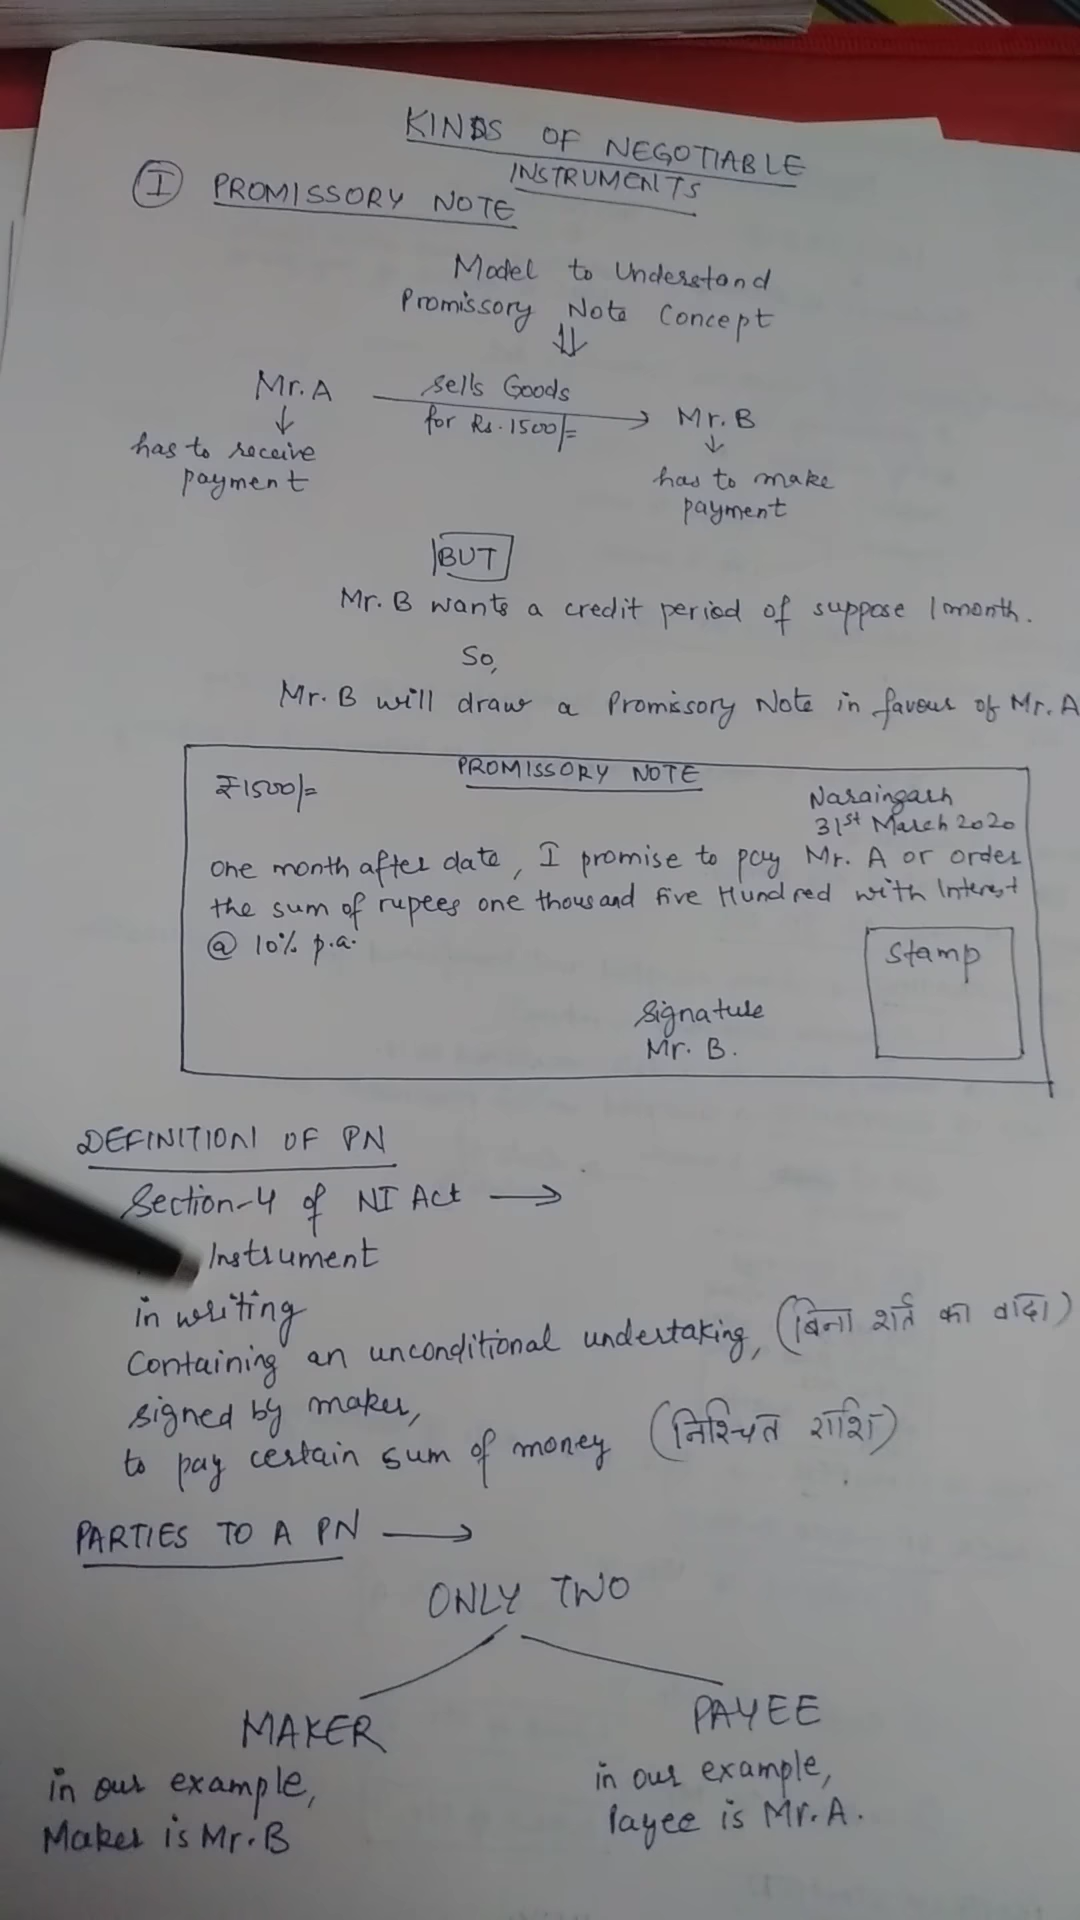 KINDS OF NEGOTIABLE
INSTRUMENTS
I PROMISSORY NOTE
Model to Understand
Promissory Note Concept
Mr. A sells Goods for Rs. 1500/= Mr. B
has to receive
payment
has to make
payment
BUT
Mr. B wants a credit period of suppose 1 month.
So,
Mr. B will draw a Promissory Note in favour of Mr. A
PROMISSORY NOTE
₹1500/=
Naraingarh
31st March 2020
One month after date, I promise to pay Mr. A or order
the sum of rupees one thousand Five Hundred with Interest
@ 10% p.a.
Stamp
Signature
Mr. B.
DEFINITION OF PN
Section-4 of NI Act →
Instrument
in writing
Containing an unconditional undertaking, (बिना शर्त का वादा)
signed by maker,
to pay certain sum of money (निश्चित राशि)
PARTIES TO A PN →
ONLY TWO
MAKER
in our example,
Maker is Mr. B
PAYEE
in our example,
Payee is Mr. A.